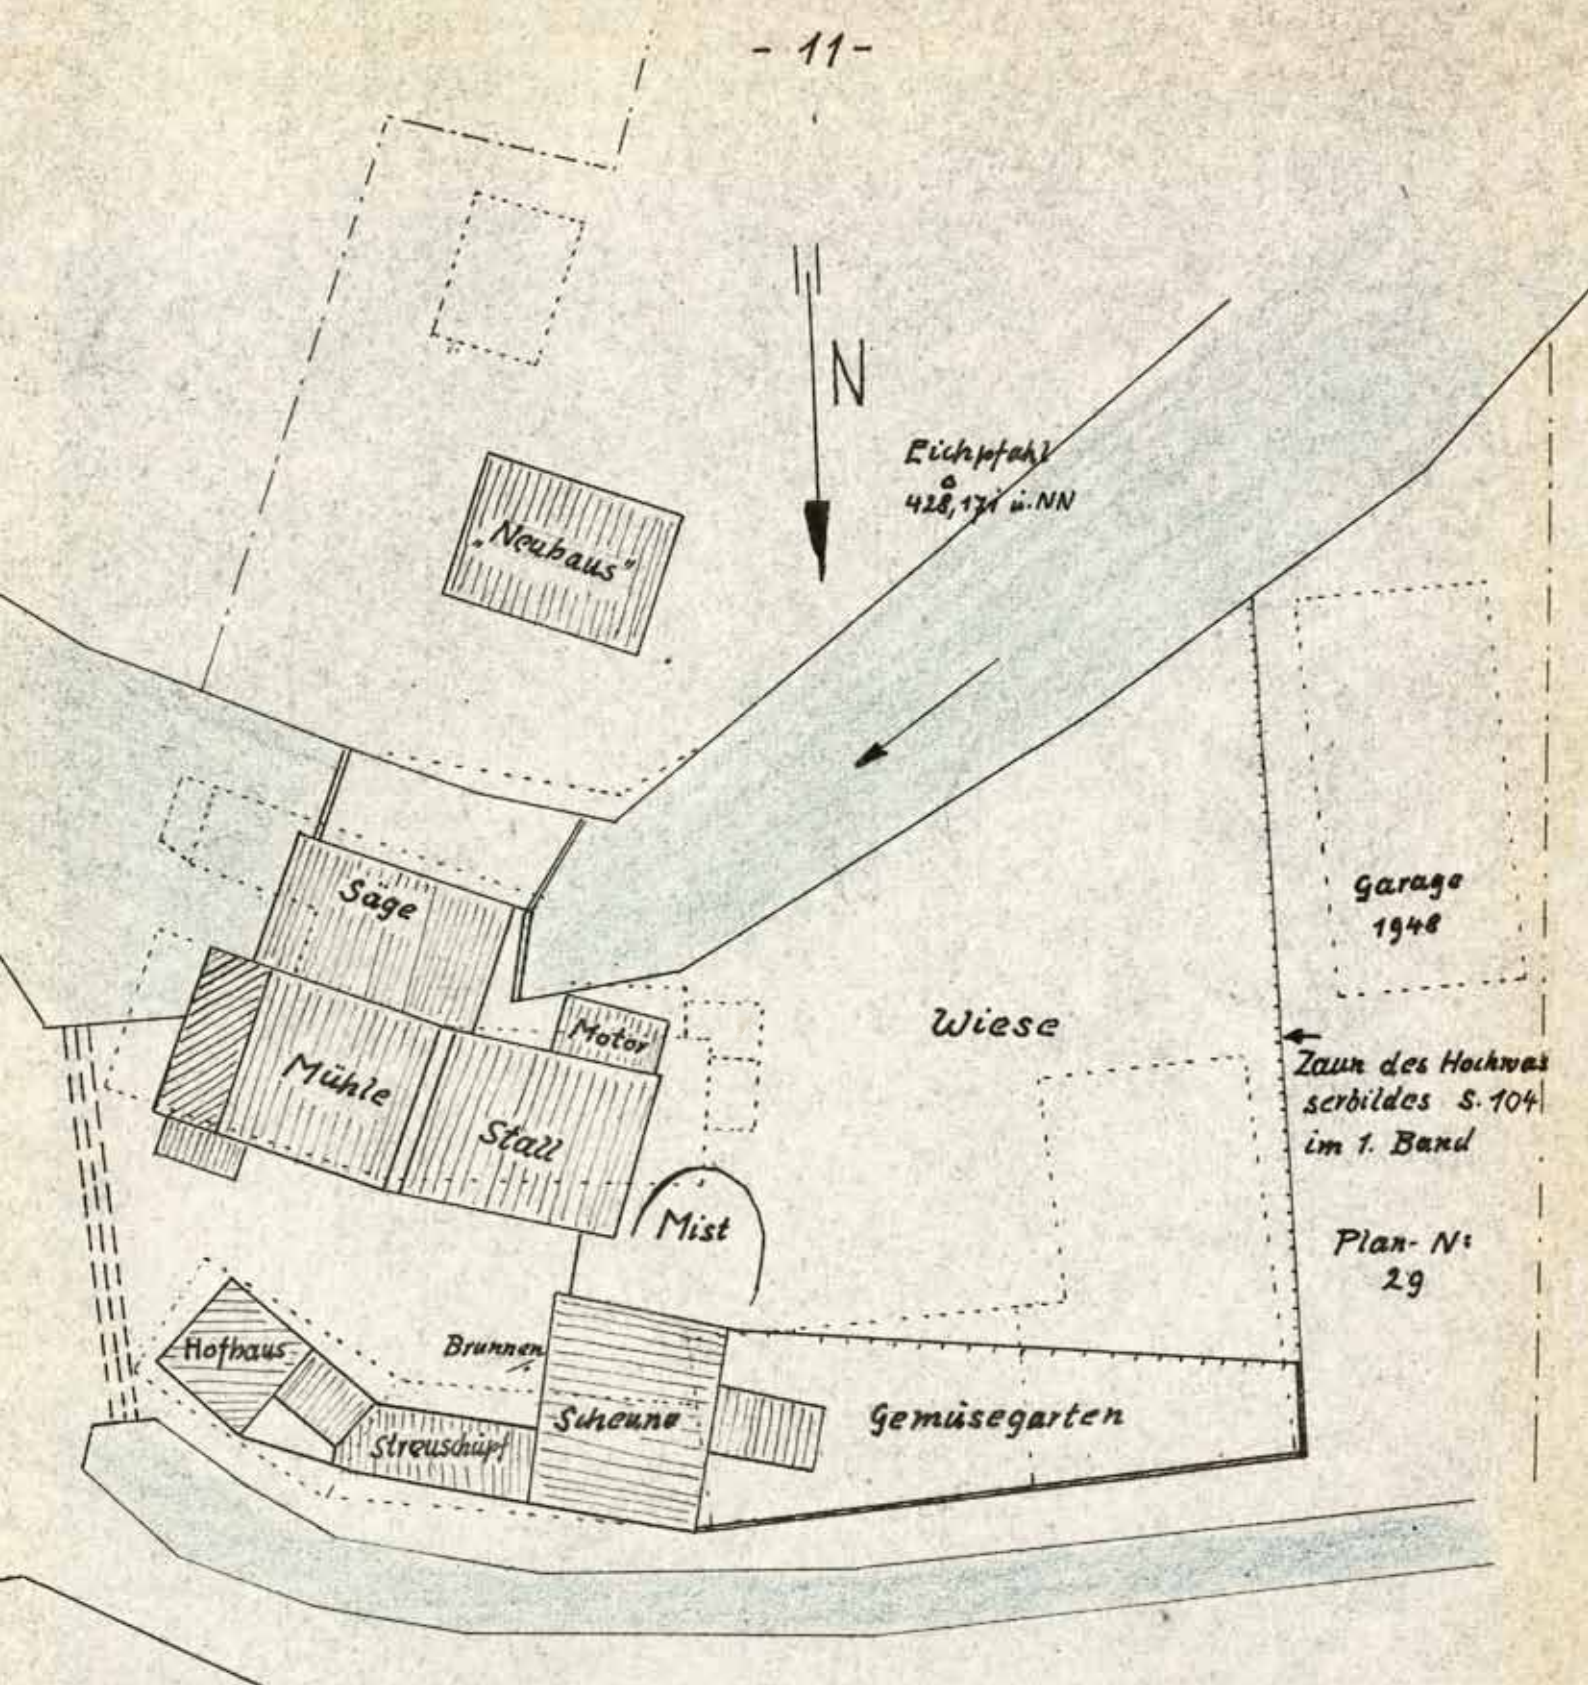 - 11 -
N
Eichpfahl
428,171 ü. NN
„Neuhaus"
Säge
Garage
1948
Motor
Wiese
Mühle
Zaun des Hochwas
serbildes S. 104
im 1. Band
Stall
Mist
Plan- N:
29
Hofhaus
Brunnen
Scheune
Gemüsegarten
Streuschupf